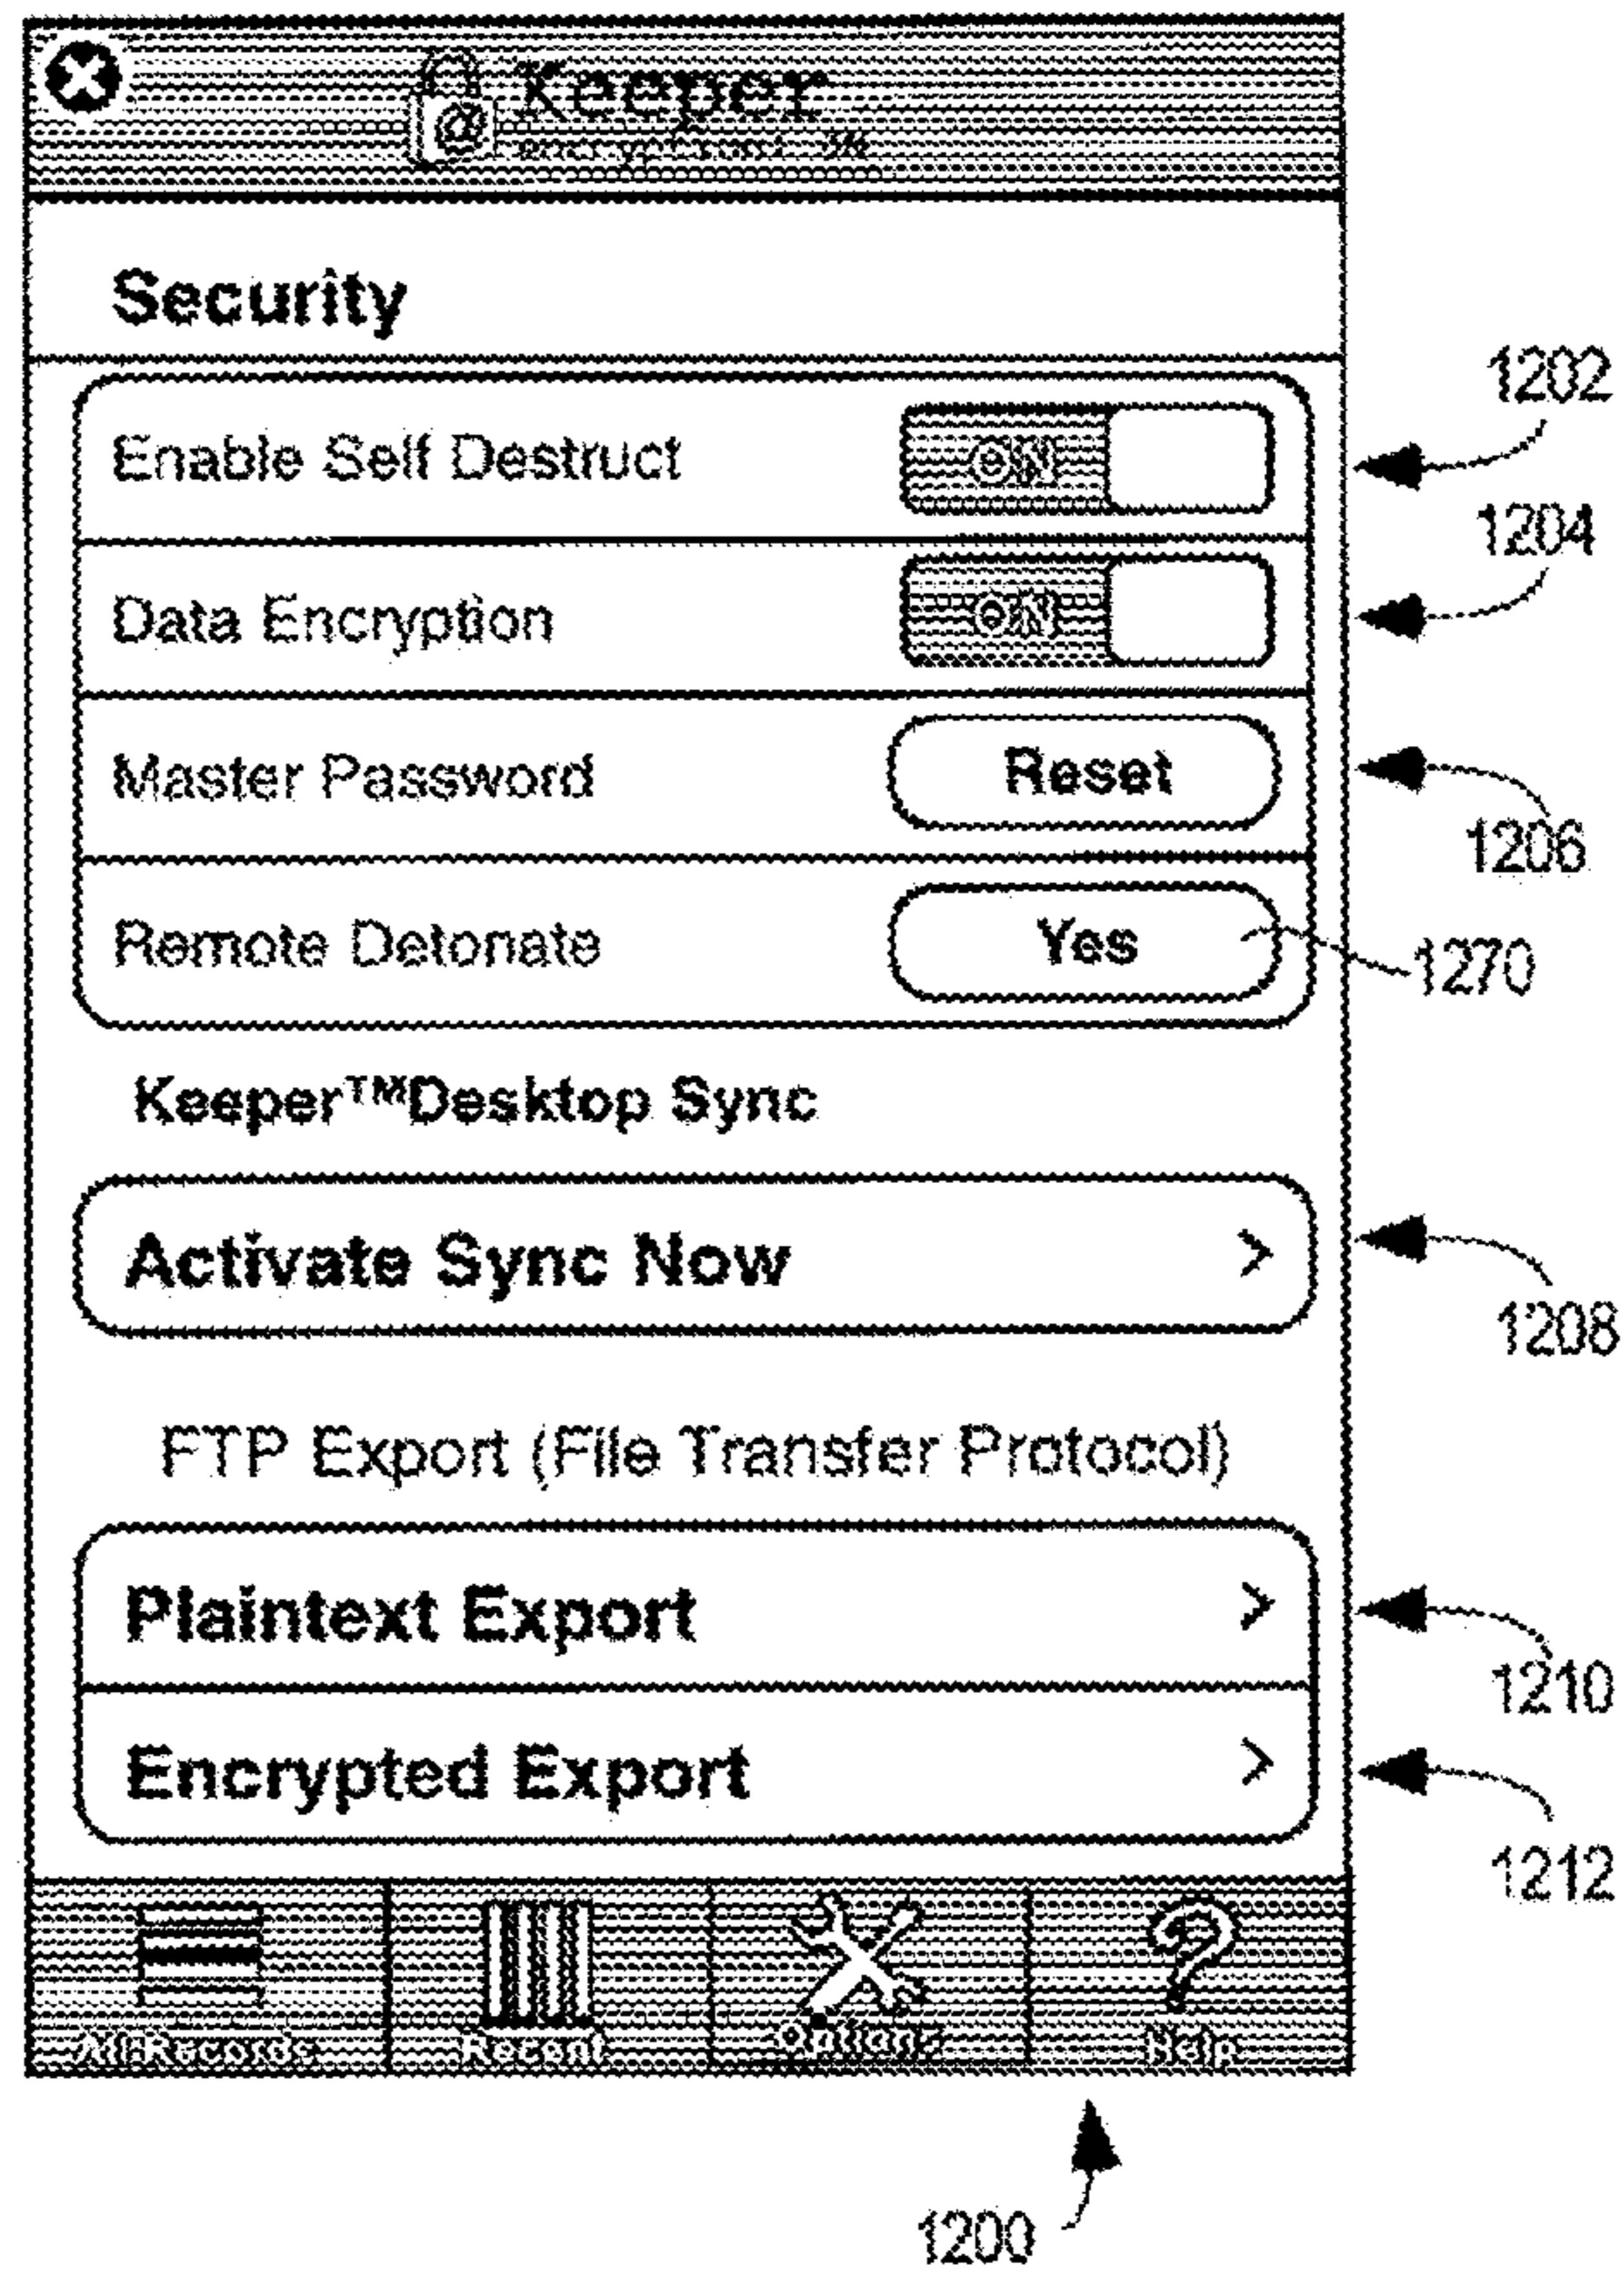 Keeper
encryption: ON
Security
1202
Enable Self Destruct ON
1204
Data Encryption ON
Master Password Reset
1206
Remote Detonate Yes
1270
Keeper™Desktop Sync
Activate Sync Now >
1208
FTP Export (File Transfer Protocol)
Plaintext Export >
1210
Encrypted Export >
1212
All Records Recent Options Help
1200